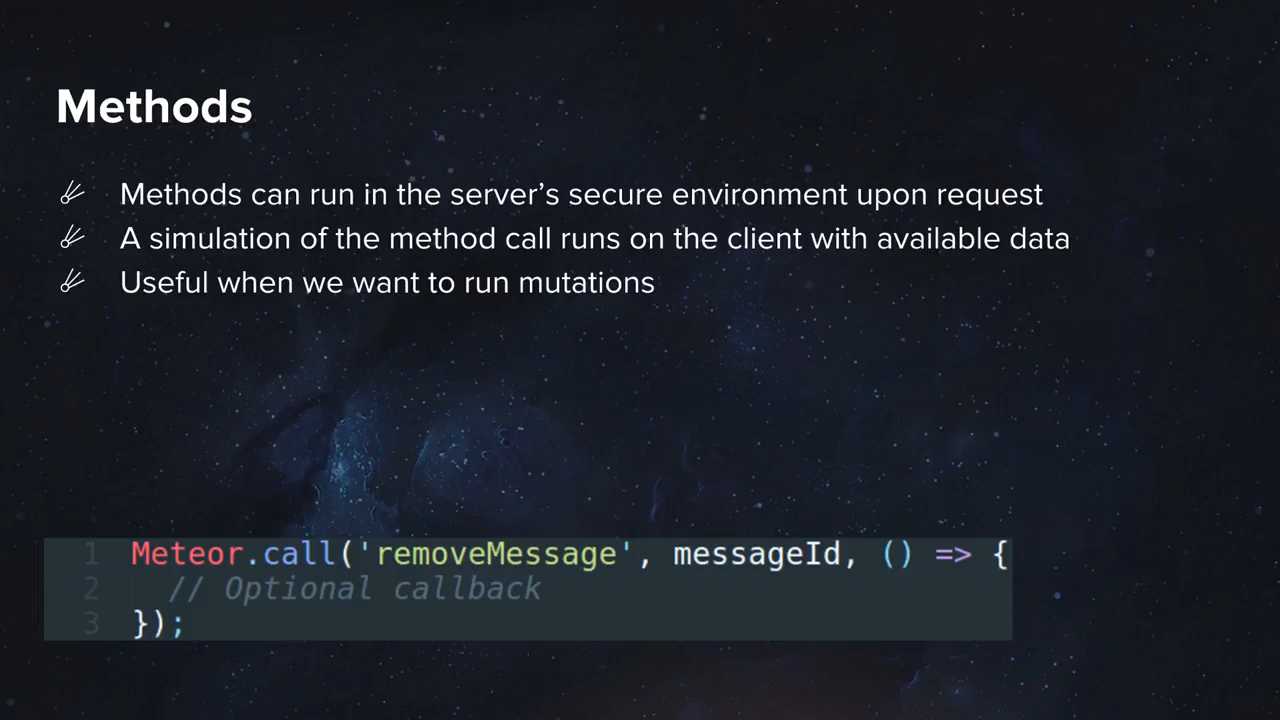 Methods
Methods can run in the server’s secure environment upon request
A simulation of the method call runs on the client with available data
Useful when we want to run mutations
1 Meteor.call('removeMessage', messageId, () => {
2 // Optional callback
3 });